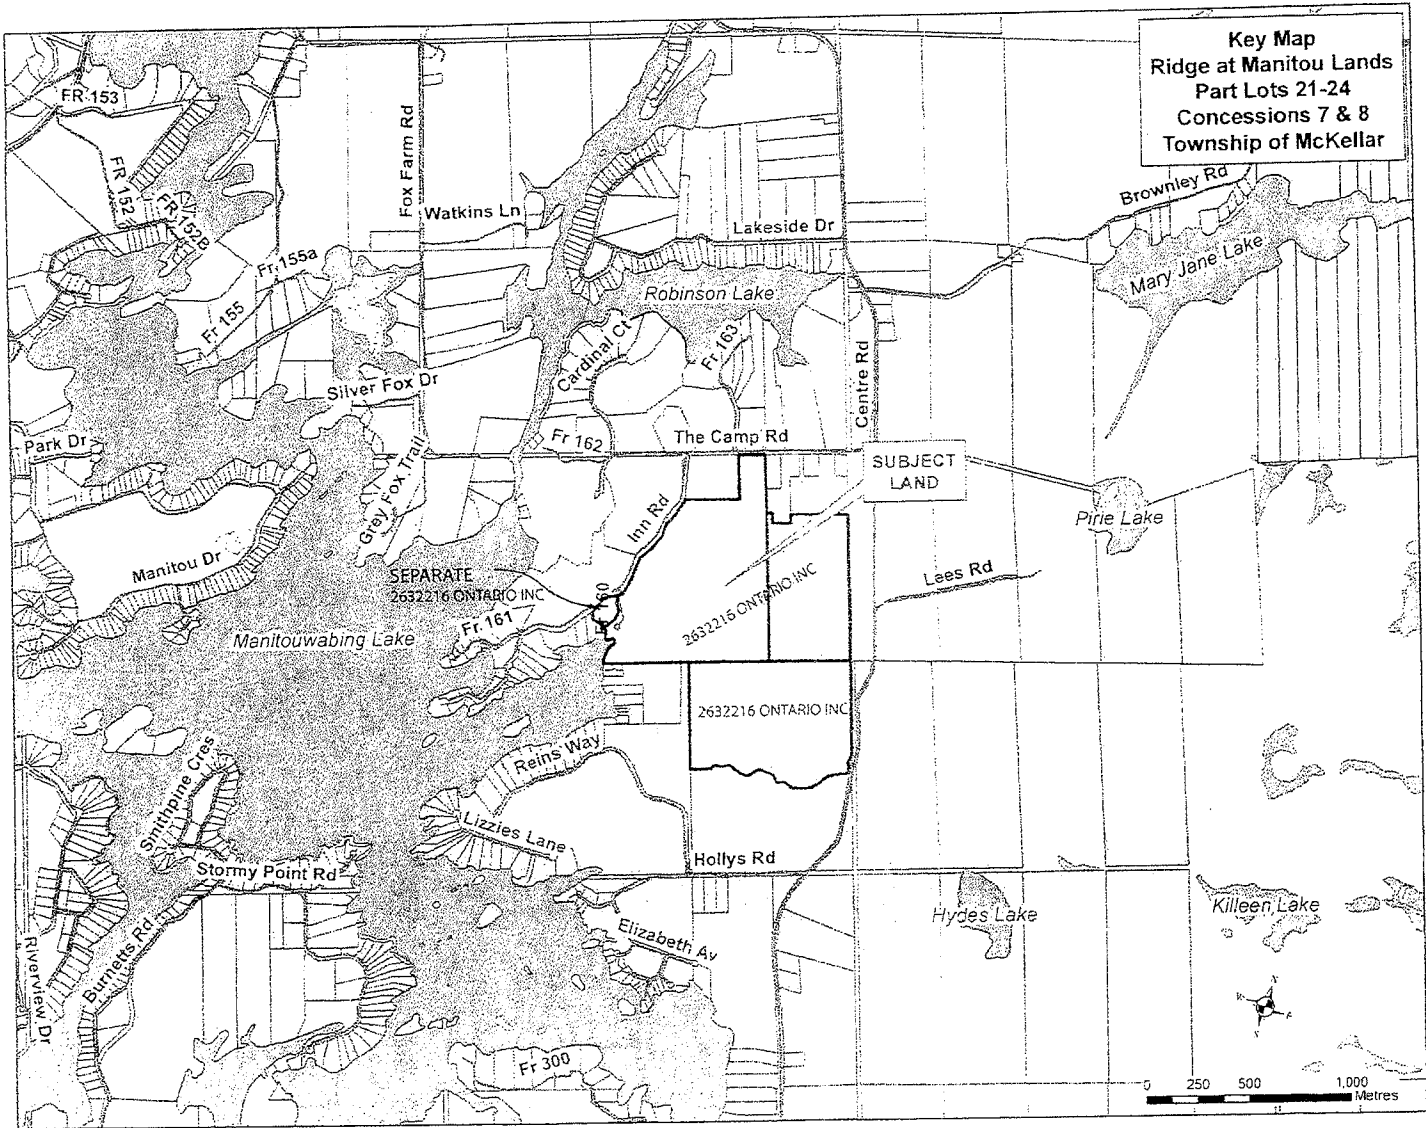 Key Map
Ridge at Manitou Lands
Part Lots 21-24
Concessions 7 & 8
Township of McKellar
FR 153
FR 152
FR 152B
Fr 155a
Fr 155
Fox Farm Rd
Watkins Ln
Lakeside Dr
Brownley Rd
Mary Jane Lake
Robinson Lake
Cardinal Ct
Fr 163
Centre Rd
Silver Fox Dr
Park Dr
Grey Fox Trail
Fr 162
The Camp Rd
SUBJECT
LAND
Pirie Lake
Inn Rd
Manitou Dr
SEPARATE
2632216 ONTARIO INC
Fr 161
Lees Rd
2632216 ONTARIO INC
Manitouwabing Lake
2632216 ONTARIO INC
Reins Way
Smithpine Cres
Lizzies Lane
Stormy Point Rd
Hollys Rd
Hydes Lake
Killeen Lake
Riverview Dr
Burnetts Rd
Elizabeth Av
Fr 300
N
W
E
S
0 250 500 1,000
Metres